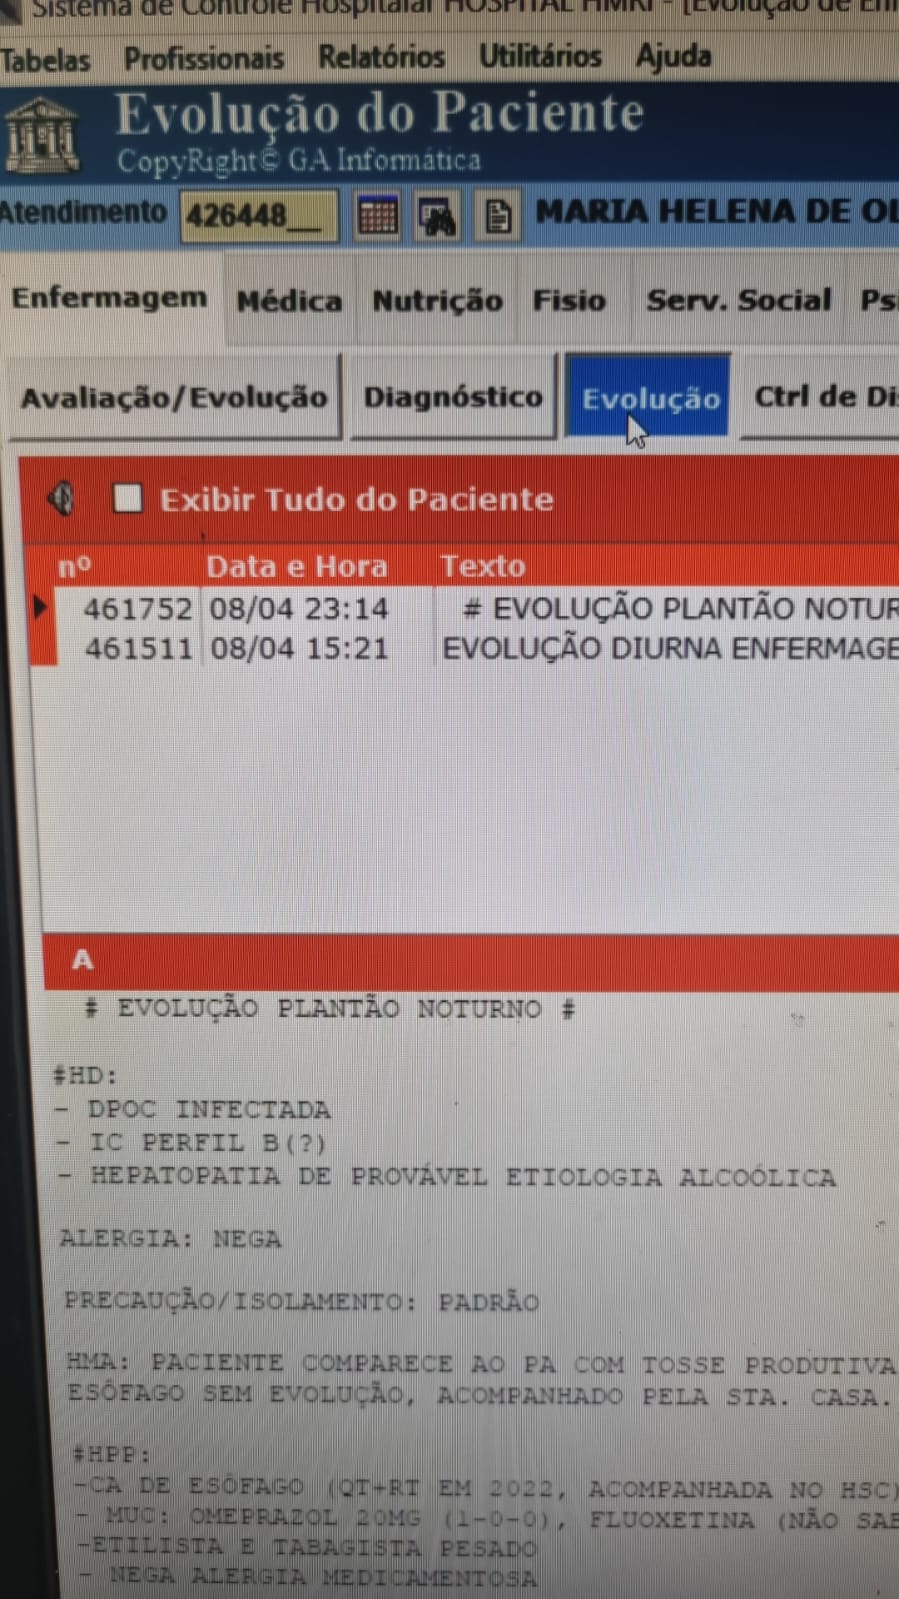 Sistema de Controle Hospitalar HOSPITAL HMRI - [Evolução de
Tabelas Profissionais Relatórios Utilitários Ajuda
Evolução do Paciente
CopyRight© GA Informática
Atendimento 426448__ MARIA HELENA DE OL
Enfermagem Médica Nutrição Fisio Serv. Social Ps
Avaliação/Evolução Diagnóstico Evolução Ctrl de Di
Exibir Tudo do Paciente
nº Data e Hora Texto
461752 08/04 23:14 # EVOLUÇÃO PLANTÃO NOTUR
461511 08/04 15:21 EVOLUÇÃO DIURNA ENFERMAGE
A
# EVOLUÇÃO PLANTÃO NOTURNO #
#HD:
- DPOC INFECTADA
- IC PERFIL B(?)
- HEPATOPATIA DE PROVÁVEL ETIOLOGIA ALCOÓLICA
ALERGIA: NEGA
PRECAUÇÃO/ISOLAMENTO: PADRÃO
HMA: PACIENTE COMPARECE AO PA COM TOSSE PRODUTIVA
ESÔFAGO SEM EVOLUÇÃO, ACOMPANHADO PELA STA. CASA.
#HPP:
-CA DE ESÔFAGO (QT+RT EM 2022, ACOMPANHADA NO HSC)
- MUC: OMEPRAZOL 20MG (1-0-0), FLUOXETINA (NÃO SAB
-ETILISTA E TABAGISTA PESADO
- NEGA ALERGIA MEDICAMENTOSA